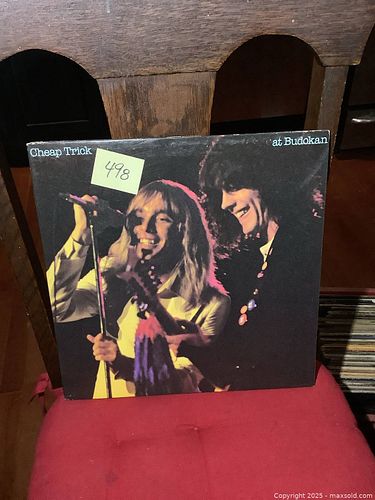 Cheap Trick
at Budokan
498
Copyright 2025 - maxsold.com